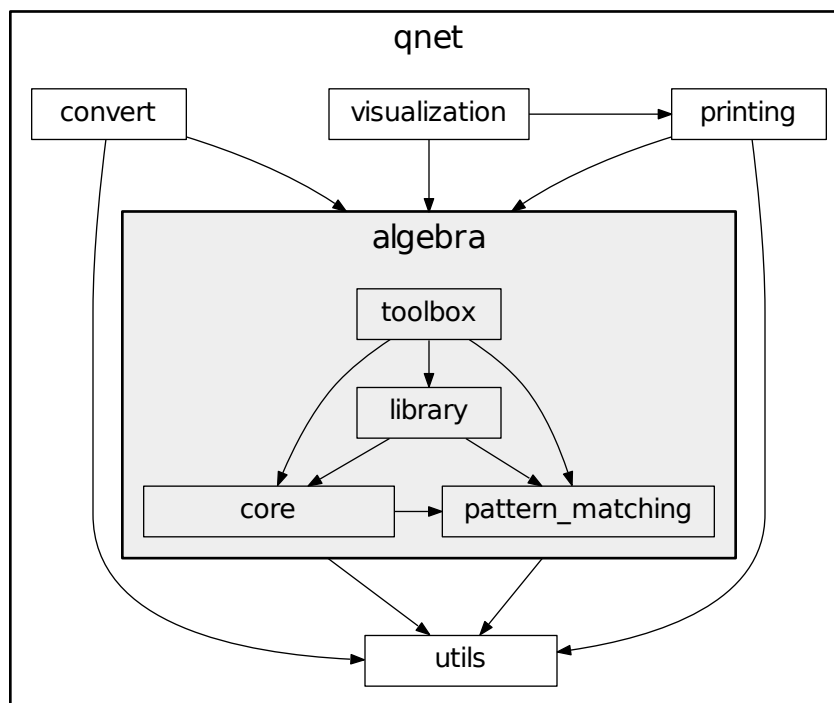 qnet
convert
visualization
printing
algebra
toolbox
library
core
pattern_matching
utils